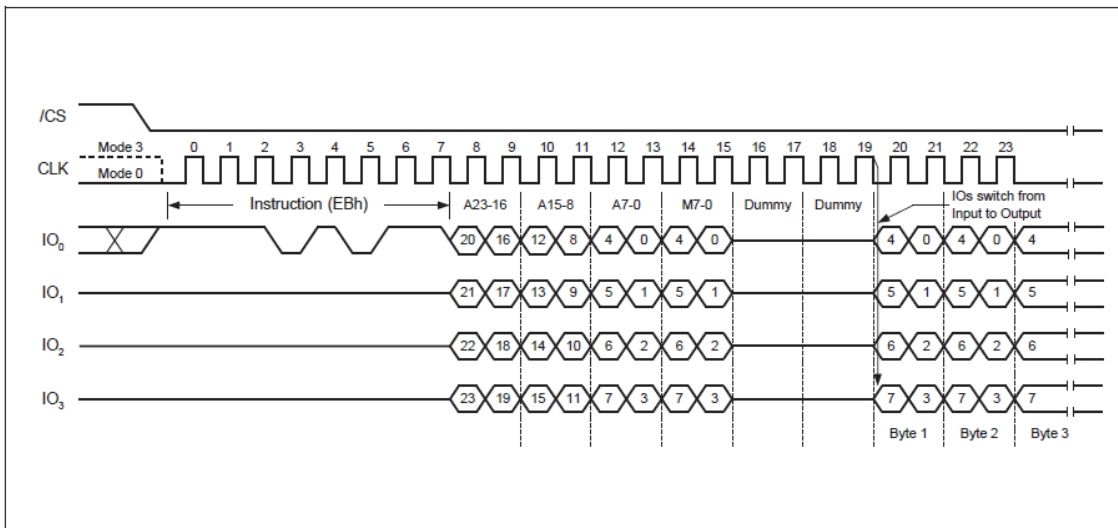 /CS
Mode 3 0 1 2 3 4 5 6 7 8 9 10 11 12 13 14 15 16 17 18 19 20 21 22 23
CLK
Mode 0
Instruction (EBh) A23-16 A15-8 A7-0 M7-0 Dummy Dummy
IOs switch from
Input to Output
IO0 20 16 12 8 4 0 4 0 4 0 4 0 4
IO1 21 17 13 9 5 1 5 1 5 1 5 1 5
IO2 22 18 14 10 6 2 6 2 6 2 6 2 6
IO3 23 19 15 11 7 3 7 3 7 3 7 3 7
Byte 1 Byte 2 Byte 3